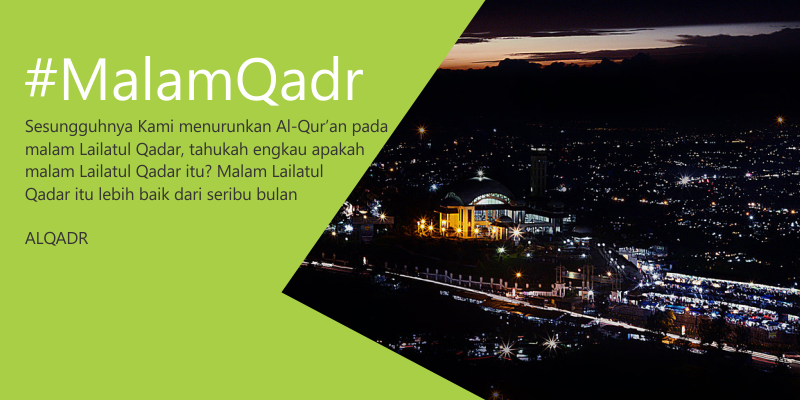 #MalamQadr
Sesungguhnya Kami menurunkan Al-Qur’an pada
malam Lailatul Qadar, tahukah engkau apakah
malam Lailatul Qadar itu? Malam Lailatul
Qadar itu lebih baik dari seribu bulan
ALQADR